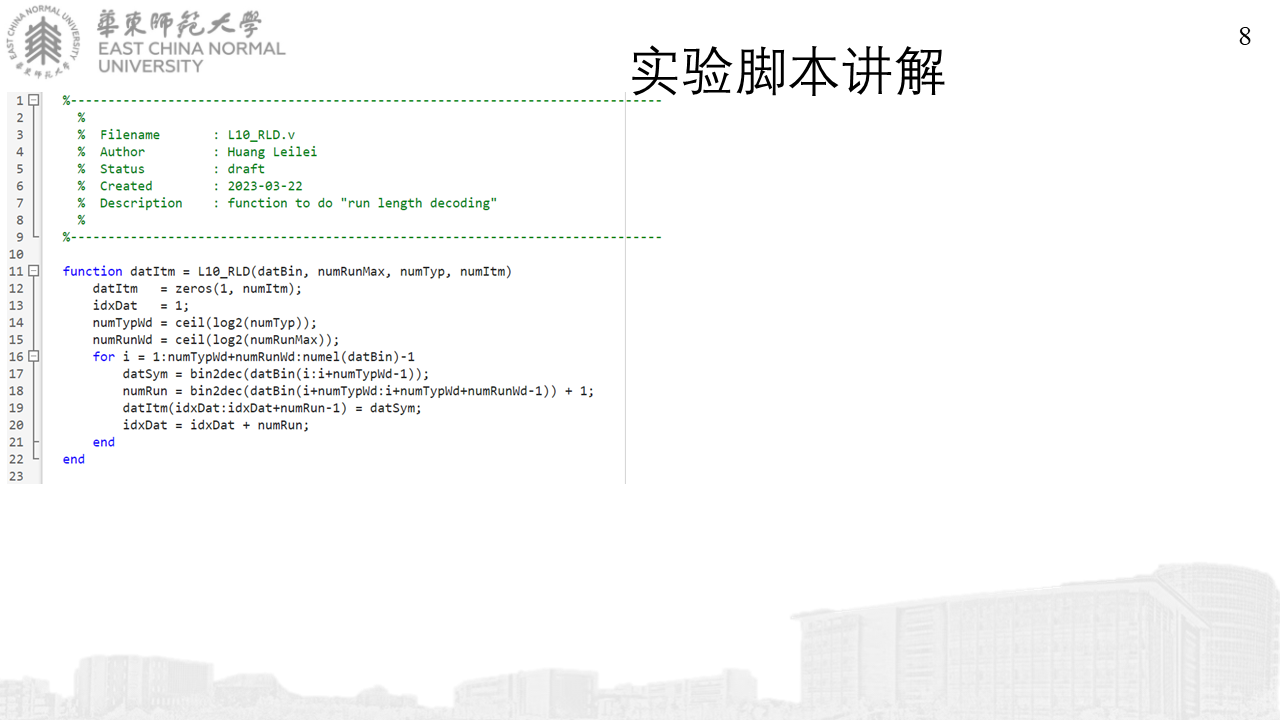 EAST CHINA NORMAL UNIVERSITY
華東師範大學
華東師範大學
EAST CHINA NORMAL
UNIVERSITY
8
实验脚本讲解
1 %-------------------------------------------------------------------------------
2 %
3 % Filename : L10_RLD.v
4 % Author : Huang Leilei
5 % Status : draft
6 % Created : 2023-03-22
7 % Description : function to do "run length decoding"
8 %
9 %-------------------------------------------------------------------------------
10
11 function datItm = L10_RLD(datBin, numRunMax, numTyp, numItm)
12 datItm = zeros(1, numItm);
13 idxDat = 1;
14 numTypWd = ceil(log2(numTyp));
15 numRunWd = ceil(log2(numRunMax));
16 for i = 1:numTypWd+numRunWd:numel(datBin)-1
17 datSym = bin2dec(datBin(i:i+numTypWd-1));
18 numRun = bin2dec(datBin(i+numTypWd:i+numTypWd+numRunWd-1)) + 1;
19 datItm(idxDat:idxDat+numRun-1) = datSym;
20 idxDat = idxDat + numRun;
21 end
22 end
23